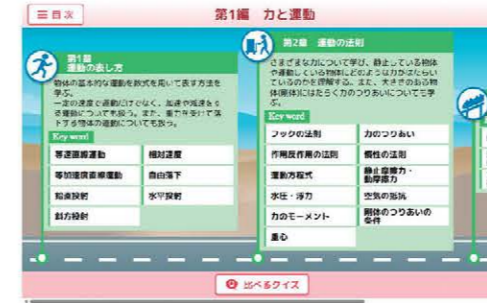 目次
第1編 力と運動
第1章
運動の表し方
物体の基本的な運動を数式を用いて表す方法を
学ぶ。
一定の速度で運動だけでなく、加速や減速をす
る運動についても扱う。また、重力を受けて落
下する物体の運動についても扱う。
Key word
等速直線運動
相対速度
等加速度直線運動
自由落下
鉛直投射
水平投射
斜方投射
第2章 運動の法則
さまざまな力について学び、静止している物体
や運動している物体にどのような力がはたらい
ているのかを理解する。また、大きさのある物
体(剛体)にはたらく力のつりあいについても学
ぶ。
Key word
フックの法則
力のつりあい
作用反作用の法則
慣性の法則
運動方程式
静止摩擦力・
動摩擦力
水圧・浮力
空気の抵抗
力のモーメント
剛体のつりあいの
条件
重心
比べるクイズ